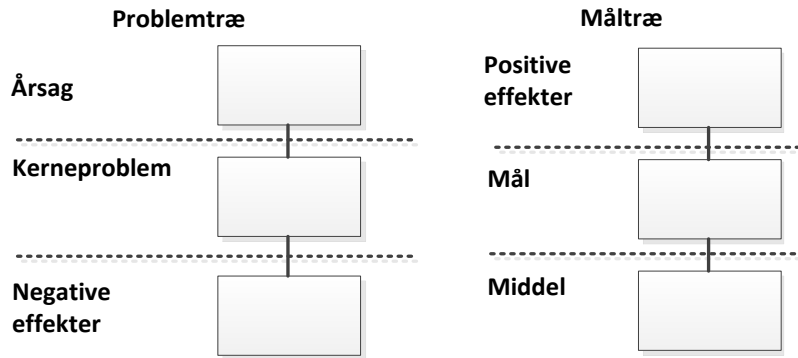 Problemtræ
Årsag
Kerneproblem
Negative
effekter
Måltræ
Positive
effekter
Mål
Middel